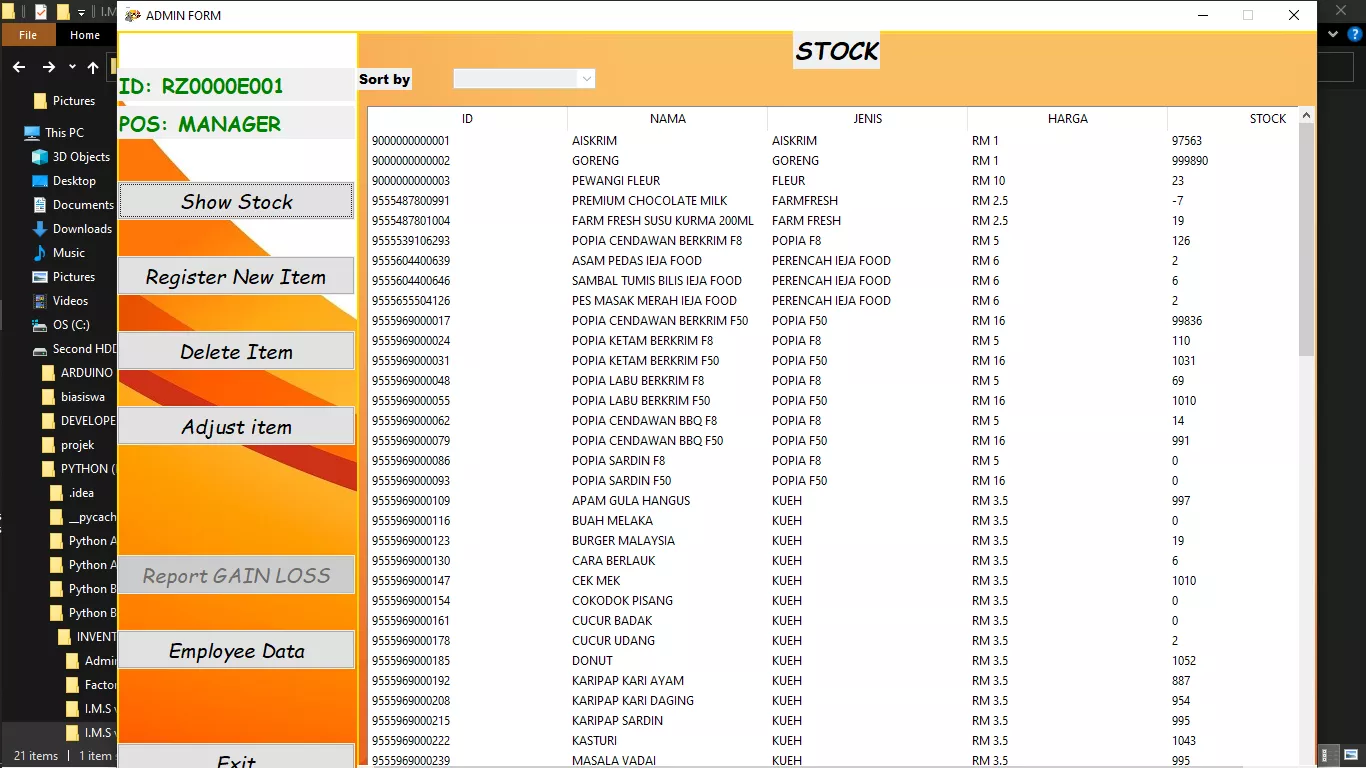 I.M
ADMIN FORM
File
Home
Pictures
This PC
3D Objects
Desktop
Documents
Downloads
Music
Pictures
Videos
OS (C:)
Second HDD
ARDUINO
biasiswa
DEVELOPE
projek
PYTHON (
.idea
__pycach
Python A
Python A
Python B
Python B
INVENT
Admin
Factor
I.M.S v
I.M.S v
21 items
1 item
ID: RZ0000E001
POS: MANAGER
Show Stock
Register New Item
Delete Item
Adjust item
Report GAIN LOSS
Employee Data
Exit
STOCK
Sort by
ID NAMA JENIS HARGA STOCK
9000000000001 AISKRIM AISKRIM RM 1 97563
9000000000002 GORENG GORENG RM 1 999890
9000000000003 PEWANGI FLEUR FLEUR RM 10 23
9555487800991 PREMIUM CHOCOLATE MILK FARMFRESH RM 2.5 -7
9555487801004 FARM FRESH SUSU KURMA 200ML FARM FRESH RM 2.5 19
9555539106293 POPIA CENDAWAN BERKRIM F8 POPIA F8 RM 5 126
9555604400639 ASAM PEDAS IEJA FOOD PERENCAH IEJA FOOD RM 6 2
9555604400646 SAMBAL TUMIS BILIS IEJA FOOD PERENCAH IEJA FOOD RM 6 6
9555655504126 PES MASAK MERAH IEJA FOOD PERENCAH IEJA FOOD RM 6 2
9555969000017 POPIA CENDAWAN BERKRIM F50 POPIA F50 RM 16 99836
9555969000024 POPIA KETAM BERKRIM F8 POPIA F8 RM 5 110
9555969000031 POPIA KETAM BERKRIM F50 POPIA F50 RM 16 1031
9555969000048 POPIA LABU BERKRIM F8 POPIA F8 RM 5 69
9555969000055 POPIA LABU BERKRIM F50 POPIA F50 RM 16 1010
9555969000062 POPIA CENDAWAN BBQ F8 POPIA F8 RM 5 14
9555969000079 POPIA CENDAWAN BBQ F50 POPIA F50 RM 16 991
9555969000086 POPIA SARDIN F8 POPIA F8 RM 5 0
9555969000093 POPIA SARDIN F50 POPIA F50 RM 16 0
9555969000109 APAM GULA HANGUS KUEH RM 3.5 997
9555969000116 BUAH MELAKA KUEH RM 3.5 0
9555969000123 BURGER MALAYSIA KUEH RM 3.5 19
9555969000130 CARA BERLAUK KUEH RM 3.5 6
9555969000147 CEK MEK KUEH RM 3.5 1010
9555969000154 COKODOK PISANG KUEH RM 3.5 0
9555969000161 CUCUR BADAK KUEH RM 3.5 0
9555969000178 CUCUR UDANG KUEH RM 3.5 2
9555969000185 DONUT KUEH RM 3.5 1052
9555969000192 KARIPAP KARI AYAM KUEH RM 3.5 887
9555969000208 KARIPAP KARI DAGING KUEH RM 3.5 954
9555969000215 KARIPAP SARDIN KUEH RM 3.5 995
9555969000222 KASTURI KUEH RM 3.5 1043
9555969000239 MASALA VADAI KUEH RM 3.5 995